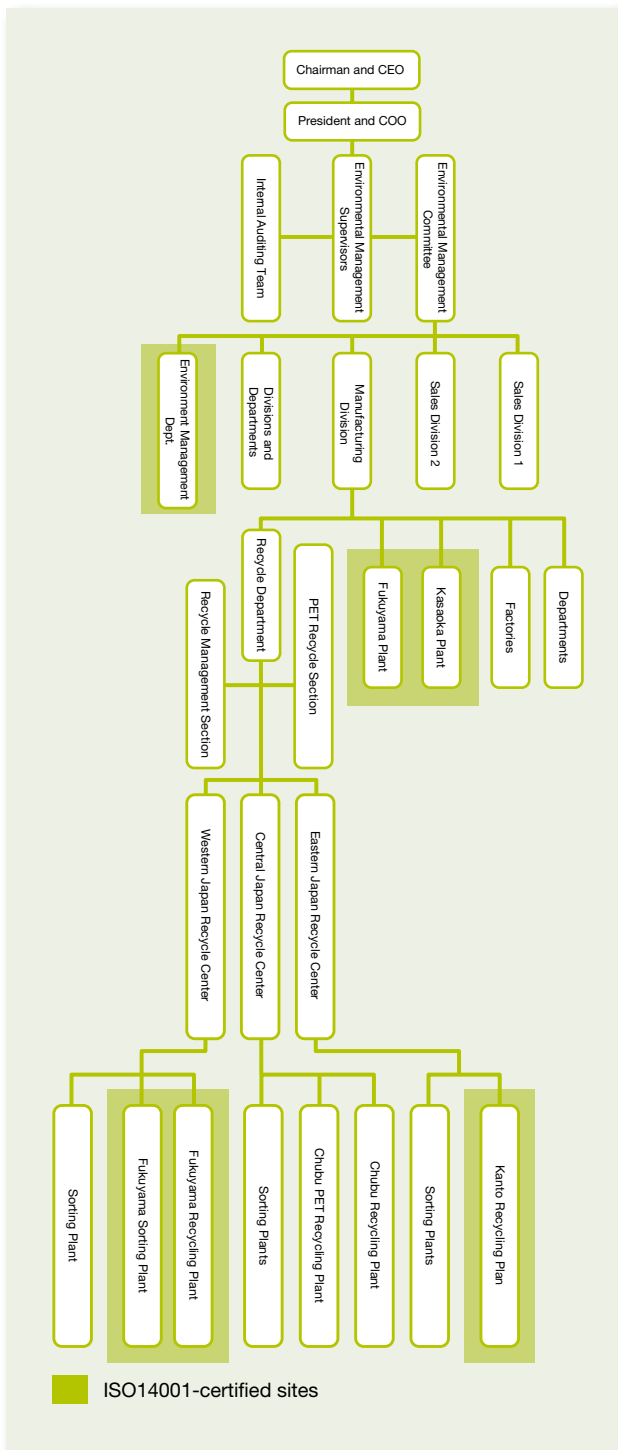 Chairman and CEO
President and COO
Internal Auditing Team
Environmental Management
Supervisors
Environmental Management
Committee
Environment Management
Dept.
Divisions and
Departments
Manufacturing
Division
Sales Division 2
Sales Division 1
Recycle Department
Fukuyama Plant
Kasaoka Plant
Factories
Departments
Recycle Management Section
PET Recycle Section
Western Japan Recycle Center
Central Japan Recycle Center
Eastern Japan Recycle Center
Sorting Plant
Fukuyama Sorting Plant
Fukuyama Recycling Plant
Sorting Plants
Chubu PET Recycling Plant
Chubu Recycling Plant
Sorting Plants
Kanto Recycling Plan
ISO14001-certified sites